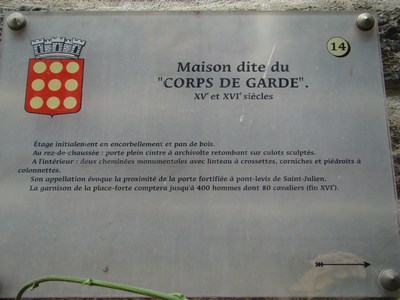 14
Maison dite du
"CORPS DE GARDE".
XVe et XVIe siècles
Étage initialement en encorbellement et pan de bois.
Au rez-de-chaussée : porte plein cintre à archivolte retombant sur culots sculptés.
A l'intérieur : deux cheminées monumentales avec linteau à crossettes, corniches et piédroits à
colonnettes.
Son appellation évoque la proximité de la porte fortifiée à pont-levis de Saint-Julien.
La garnison de la place-forte comptera jusqu'à 400 hommes dont 80 cavaliers (fin XVIe).